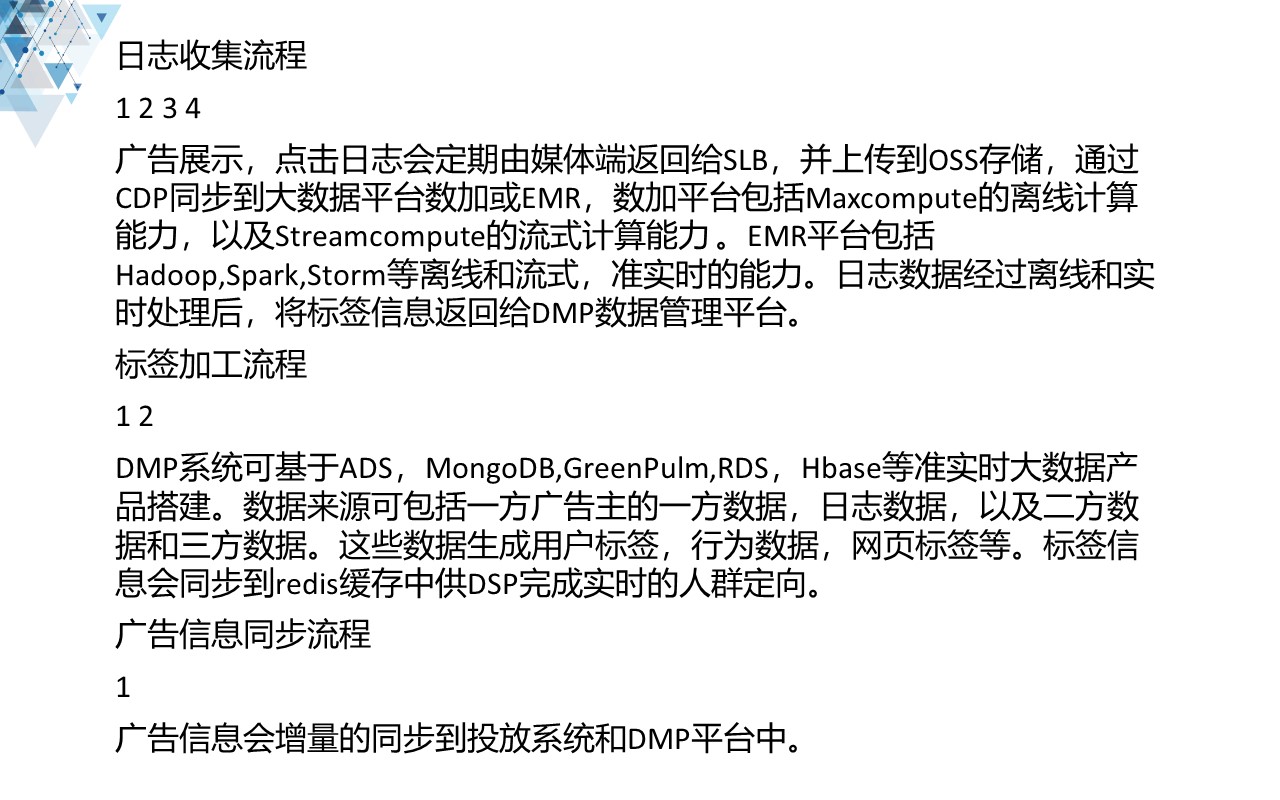 日志收集流程
1 2 3 4
广告展示，点击日志会定期由媒体端返回给SLB，并上传到OSS存储，通过
CDP同步到大数据平台数加或EMR，数加平台包括Maxcompute的离线计算
能力，以及Streamcompute的流式计算能力 。EMR平台包括
Hadoop,Spark,Storm等离线和流式，准实时的能力。日志数据经过离线和实
时处理后，将标签信息返回给DMP数据管理平台。
标签加工流程
1 2
DMP系统可基于ADS，MongoDB,GreenPulm,RDS，Hbase等准实时大数据产
品搭建。数据来源可包括一方广告主的一方数据，日志数据，以及二方数
据和三方数据。这些数据生成用户标签，行为数据，网页标签等。标签信
息会同步到redis缓存中供DSP完成实时的人群定向。
广告信息同步流程
1
广告信息会增量的同步到投放系统和DMP平台中。